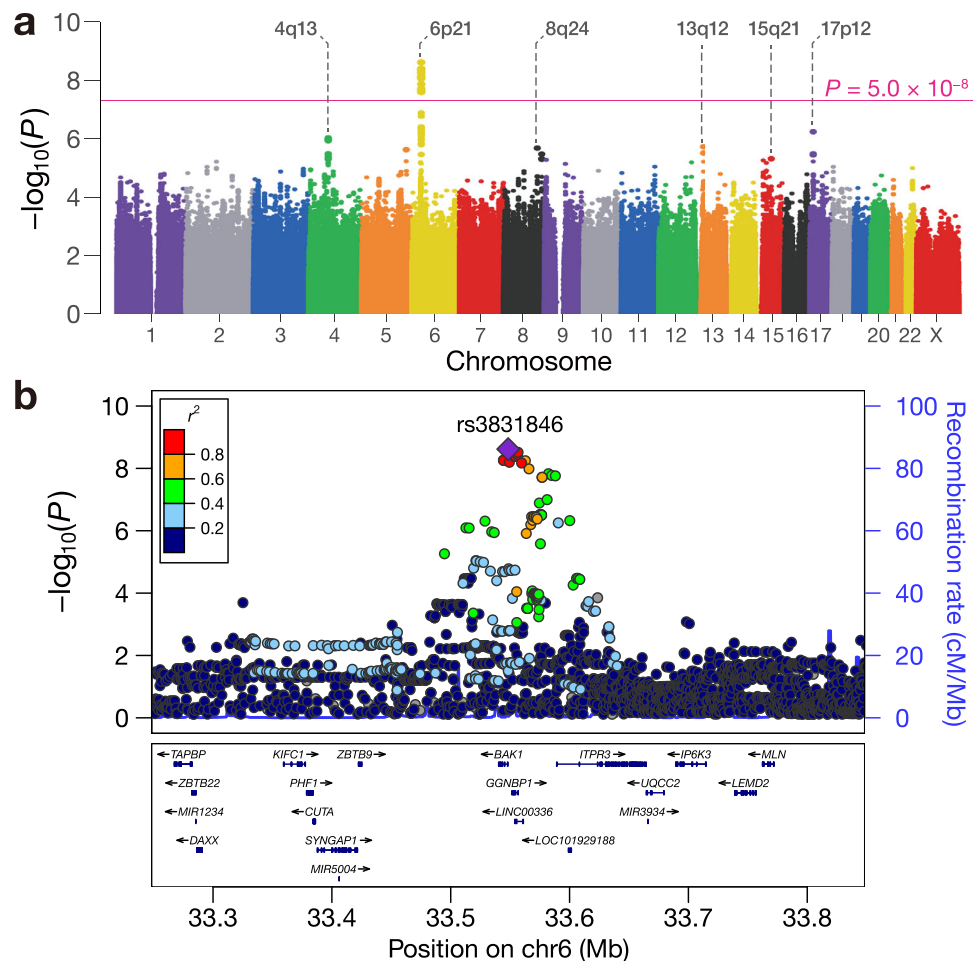 a
4q13 6p21 8q24 13q12 15q21 17p12
P = 5.0 × 10–8
–log10(P)
10
8
6
4
2
0
1 2 3 4 5 6 7 8 9 10 11 12 13 14 15 16 17 20 22 X
Chromosome
b
–log10(P)
10
8
6
4
2
0
r2
0.8
0.6
0.4
0.2
rs3831846
100
80
60
40
20
0
Recombination rate (cM/Mb)
←TAPBP KIFC1→ ZBTB9→ ←BAK1 ITPR3→ ←IP6K3 ←MLN
←ZBTB22 PHF1→ GGNBP1→ ←UQCC2 ←LEMD2
←MIR1234 ←CUTA ←LINC00336 MIR3934→
←DAXX SYNGAP1→ ←LOC101929188
MIR5004→
33.3 33.4 33.5 33.6 33.7 33.8
Position on chr6 (Mb)